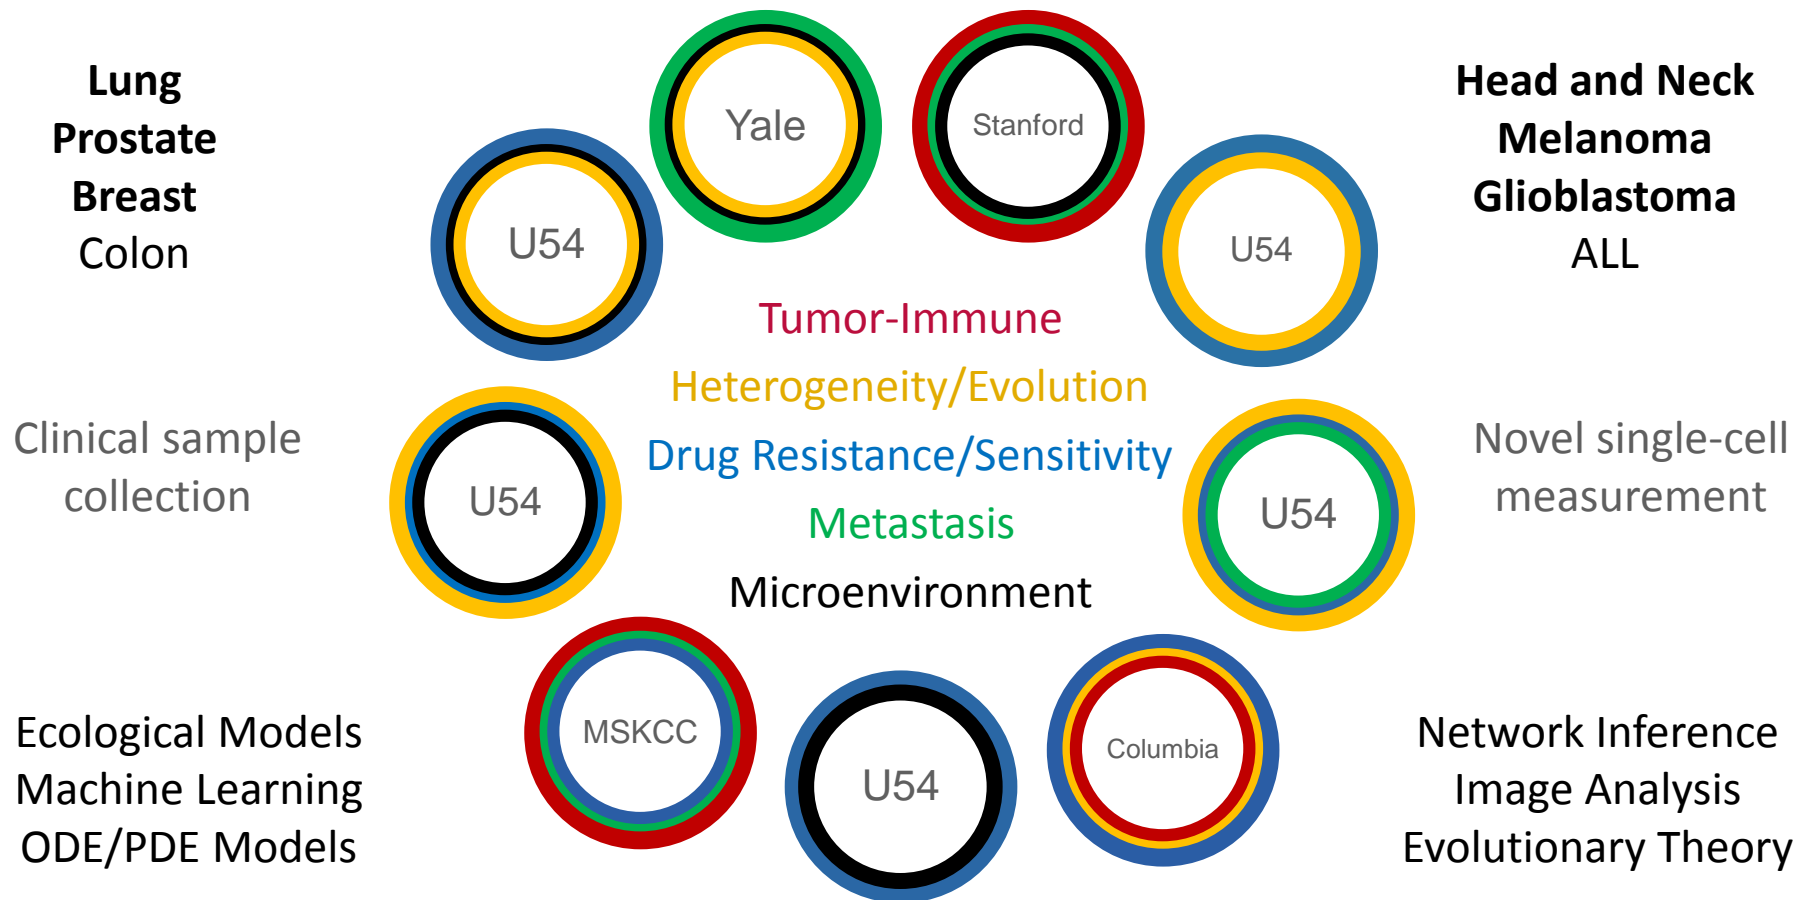 Lung
Prostate
Breast
Colon
Yale
Stanford
Head and Neck
Melanoma
Glioblastoma
ALL
U54
U54
Tumor-Immune
Heterogeneity/Evolution
Drug Resistance/Sensitivity
Metastasis
Microenvironment
Clinical sample
collection
U54
U54
Novel single-cell
measurement
Ecological Models
Machine Learning
ODE/PDE Models
MSKCC
U54
Columbia
Network Inference
Image Analysis
Evolutionary Theory